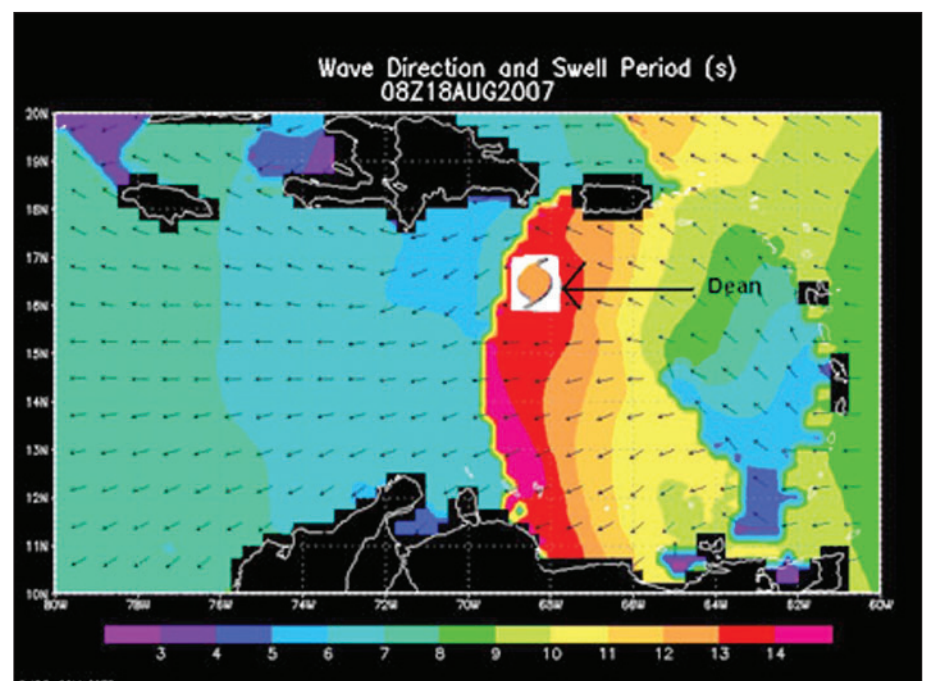 Wave Direction and Swell Period (s)
08Z18AUG2007
20N
19N
18N
17N
16N
Dean
15N
14N
13N
12N
11N
10N
80W 78W 76W 74W 72W 70W 68W 66W 64W 62W 60W
3 4 5 6 7 8 9 10 11 12 13 14